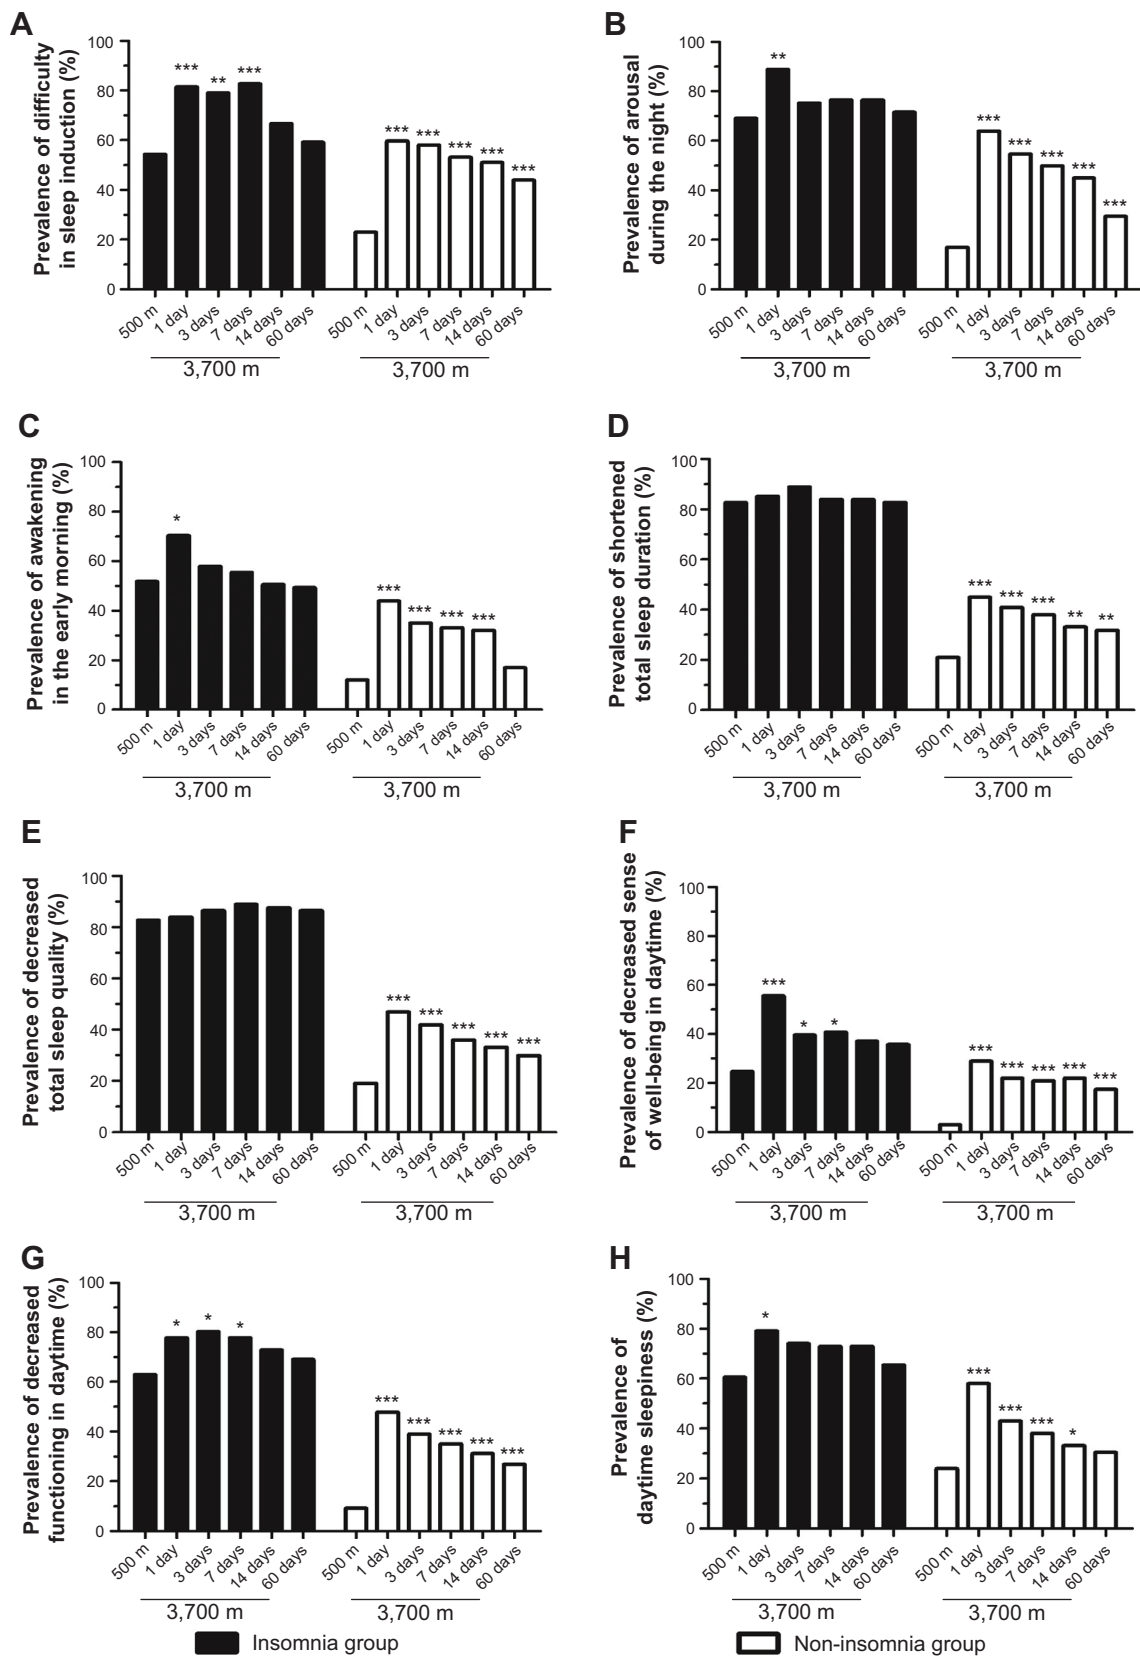 A
Prevalence of difficulty
in sleep induction (%)
100
80
60
40
20
0
*** ** ***
*** *** *** *** ***
500 m 1 day 3 days 7 days 14 days 60 days
500 m 1 day 3 days 7 days 14 days 60 days
3,700 m 3,700 m
B
Prevalence of arousal
during the night (%)
100
80
60
40
20
0
**
*** *** *** *** ***
500 m 1 day 3 days 7 days 14 days 60 days
500 m 1 day 3 days 7 days 14 days 60 days
3,700 m 3,700 m
C
Prevalence of awakening
in the early morning (%)
100
80
60
40
20
0
*
*** *** *** ***
500 m 1 day 3 days 7 days 14 days 60 days
500 m 1 day 3 days 7 days 14 days 60 days
3,700 m 3,700 m
D
Prevalence of shortened
total sleep duration (%)
100
80
60
40
20
0
*** *** *** ** **
500 m 1 day 3 days 7 days 14 days 60 days
500 m 1 day 3 days 7 days 14 days 60 days
3,700 m 3,700 m
E
Prevalence of decreased
total sleep quality (%)
100
80
60
40
20
0
*** *** *** *** ***
500 m 1 day 3 days 7 days 14 days 60 days
500 m 1 day 3 days 7 days 14 days 60 days
3,700 m 3,700 m
F
Prevalence of decreased sense
of well-being in daytime (%)
100
80
60
40
20
0
*** * *
*** *** *** *** ***
500 m 1 day 3 days 7 days 14 days 60 days
500 m 1 day 3 days 7 days 14 days 60 days
3,700 m 3,700 m
G
Prevalence of decreased
functioning in daytime (%)
100
80
60
40
20
0
* * *
*** *** *** *** ***
500 m 1 day 3 days 7 days 14 days 60 days
500 m 1 day 3 days 7 days 14 days 60 days
3,700 m 3,700 m
H
Prevalence of
daytime sleepiness (%)
100
80
60
40
20
0
*
*** *** *** *
500 m 1 day 3 days 7 days 14 days 60 days
500 m 1 day 3 days 7 days 14 days 60 days
3,700 m 3,700 m
Insomnia group
Non-insomnia group